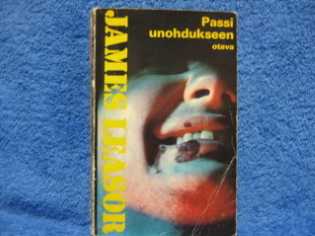 Passi
unohdukseen
otava
JAMES LEASOR